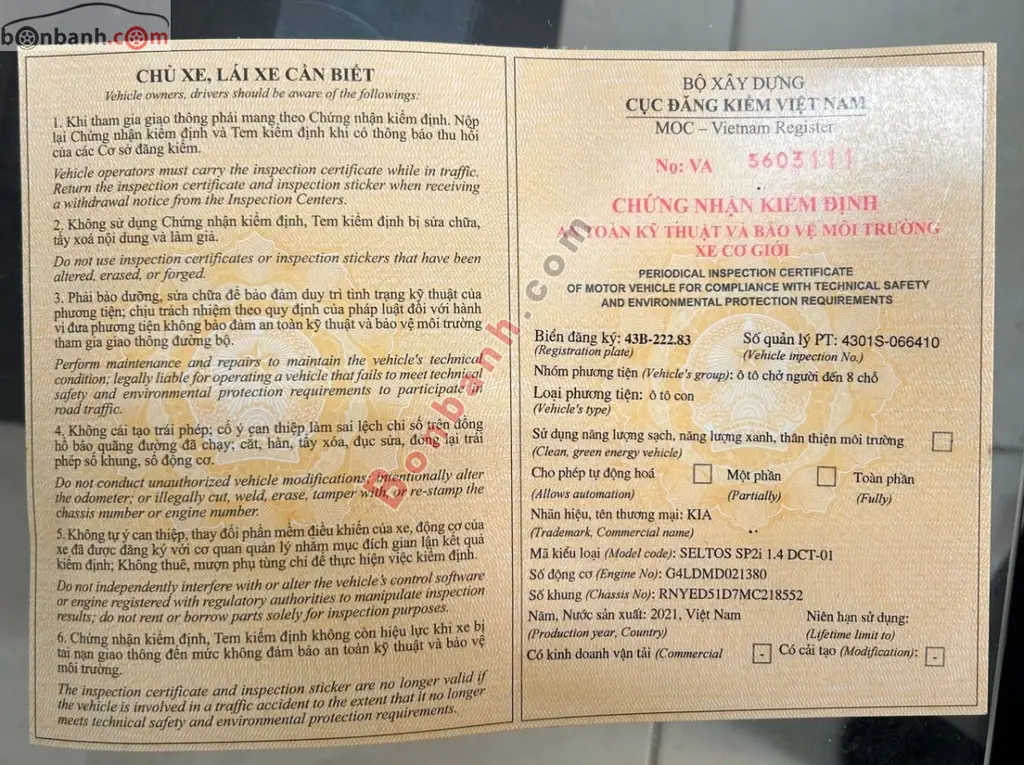 bonbanh.com
CHỦ XE, LÁI XE CẦN BIẾT
Vehicle owners, drivers should be aware of the followings:
1. Khi tham gia giao thông phải mang theo Chứng nhận kiểm định. Nộp
lại Chứng nhận kiểm định và Tem kiểm định khi có thông báo thu hồi
của các Cơ sở đăng kiểm.
Vehicle operators must carry the inspection certificate while in traffic.
Return the inspection certificate and inspection sticker when receiving
a withdrawal notice from the Inspection Centers.
2. Không sử dụng Chứng nhận kiểm định, Tem kiểm định bị sửa chữa,
tẩy xoá nội dung và làm giả.
Do not use inspection certificates or inspection stickers that have been
altered, erased, or forged.
3. Phải bảo dưỡng, sửa chữa để bảo đảm duy trì tình trạng kỹ thuật của
phương tiện; chịu trách nhiệm theo quy định của pháp luật đối với hành
vi đưa phương tiện không bảo đảm an toàn kỹ thuật và bảo vệ môi trường
tham gia giao thông đường bộ.
Perform maintenance and repairs to maintain the vehicle's technical
condition; legally liable for operating a vehicle that fails to meet technical
safety and environmental protection requirements to participate in
road traffic.
4. Không cải tạo trái phép; cố ý can thiệp làm sai lệch chỉ số trên đồng
hồ báo quãng đường đã chạy; cắt, hàn, tẩy xóa, đục sửa, đóng lại trái
phép số khung, số động cơ.
Do not conduct unauthorized vehicle modifications, intentionally alter
the odometer; or illegally cut, weld, erase, tamper with, or re-stamp the
chassis number or engine number.
5. Không tự ý can thiệp, thay đổi phần mềm điều khiển của xe, động cơ của
xe đã được đăng ký với cơ quan quản lý nhằm mục đích gian lận kết quả
kiểm định; Không thuê, mượn phụ tùng chỉ để thực hiện việc kiểm định.
Do not independently interfere with or alter the vehicle's control software
or engine registered with regulatory authorities to manipulate inspection
results; do not rent or borrow parts solely for inspection purposes.
6. Chứng nhận kiểm định, Tem kiểm định không còn hiệu lực khi xe bị
tai nạn giao thông đến mức không đảm bảo an toàn kỹ thuật và bảo vệ
môi trường.
The inspection certificate and inspection sticker are no longer valid if
the vehicle is involved in a traffic accident to the extent that it no longer
meets technical safety and environmental protection requirements.
BỘ XÂY DỰNG
CỤC ĐĂNG KIỂM VIỆT NAM
MOC – Vietnam Register
No: VA 3603111
CHỨNG NHẬN KIỂM ĐỊNH
AN TOÀN KỸ THUẬT VÀ BẢO VỆ MÔI TRƯỜNG
XE CƠ GIỚI
PERIODICAL INSPECTION CERTIFICATE
OF MOTOR VEHICLE FOR COMPLIANCE WITH TECHNICAL SAFETY
AND ENVIRONMENTAL PROTECTION REQUIREMENTS
Biển đăng ký: 43B-222.83 Số quản lý PT: 4301S-066410
(Registration plate) (Vehicle inspection No.)
Nhóm phương tiện (Vehicle's group): ô tô chở người đến 8 chỗ
Loại phương tiện: ô tô con
(Vehicle's type)
Sử dụng năng lượng sạch, năng lượng xanh, thân thiện môi trường
(Clean, green energy vehicle)
Cho phép tự động hoá Một phần Toàn phần
(Allows automation) (Partially) (Fully)
Nhãn hiệu, tên thương mại: KIA
(Trademark, Commercial name)
Mã kiểu loại (Model code): SELTOS SP2i 1.4 DCT-01
Số động cơ (Engine No): G4LDMD021380
Số khung (Chassis No): RNYED51D7MC218552
Năm, Nước sản xuất: 2021, Việt Nam Niên hạn sử dụng:
(Production year, Country) (Lifetime limit to)
Có kinh doanh vận tải (Commercial - Có cải tạo (Modification): -
Bonbanh.com